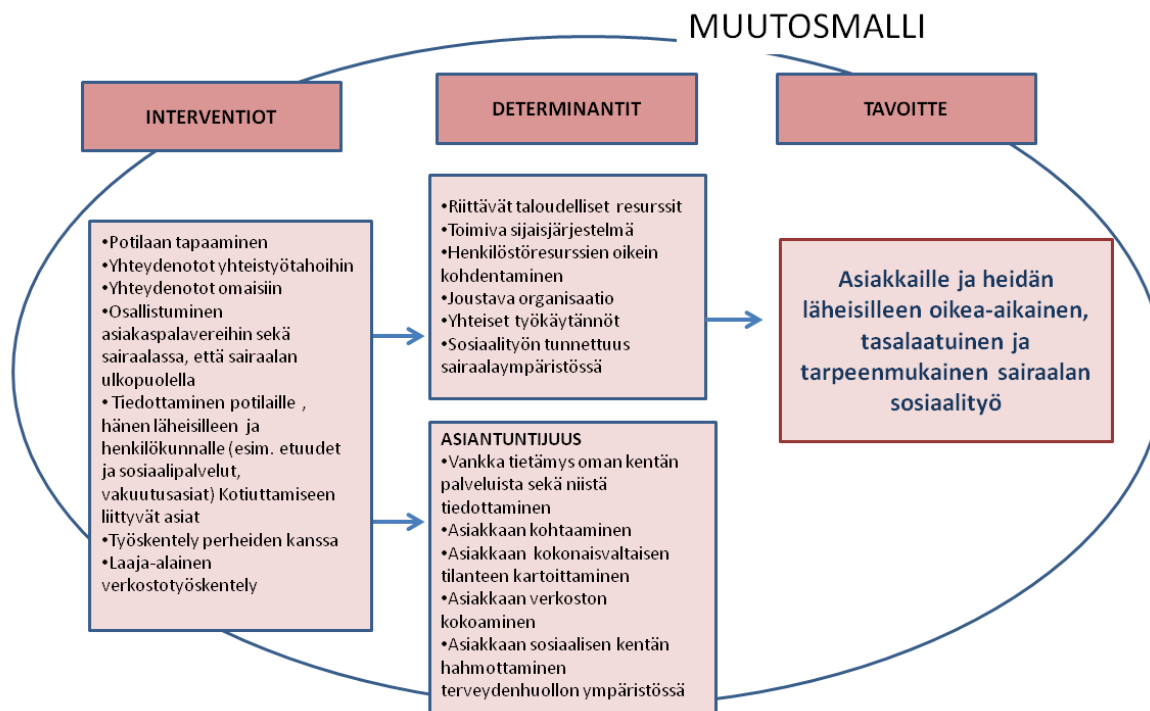 MUUTOSMALLI
INTERVENTIOT
DETERMINANTIT
TAVOITTE
•Potilaan tapaaminen
•Yhteydenotot yhteistyötahoihin
•Yhteydenotot omaisiin
•Osallistuminen
asiakaspalavereihin sekä
sairaalassa, että sairaalan
ulkopuolella
• Tiedottaminen potilaille ,
hänen läheisilleen ja
henkilökunnalle (esim. etuudet
ja sosiaalipalvelut,
vakuutusasiat) Kotiuttamiseen
liittyvät asiat
•Työskentely perheiden kanssa
•Laaja-alainen
verkostotyöskentely
•Riittävät taloudelliset resurssit
•Toimiva sijaisjärjestelmä
•Henkilöstöresurssien oikein
kohdentaminen
•Joustava organisaatio
•Yhteiset työkäytännöt
•Sosiaalityön tunnettuus
sairaalaympäristössä
ASIANTUNTIJUUS
•Vankka tietämys oman kentän
palveluista sekä niistä
tiedottaminen
•Asiakkaan kohtaaminen
•Asiakkaan kokonaisvaltaisen
tilanteen kartoittaminen
•Asiakkaan verkoston
kokoaminen
•Asiakkaan sosiaalisen kentän
hahmottaminen
terveydenhuollon ympäristössä
Asiakkaille ja heidän
läheisilleen oikea-aikainen,
tasalaatuinen ja
tarpeenmukainen sairaalan
sosiaalityö